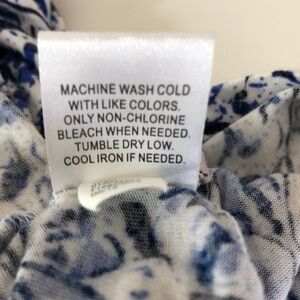 MACHINE WASH COLD
WITH LIKE COLORS.
ONLY NON-CHLORINE
BLEACH WHEN NEEDED.
TUMBLE DRY LOW.
COOL IRON IF NEEDED.